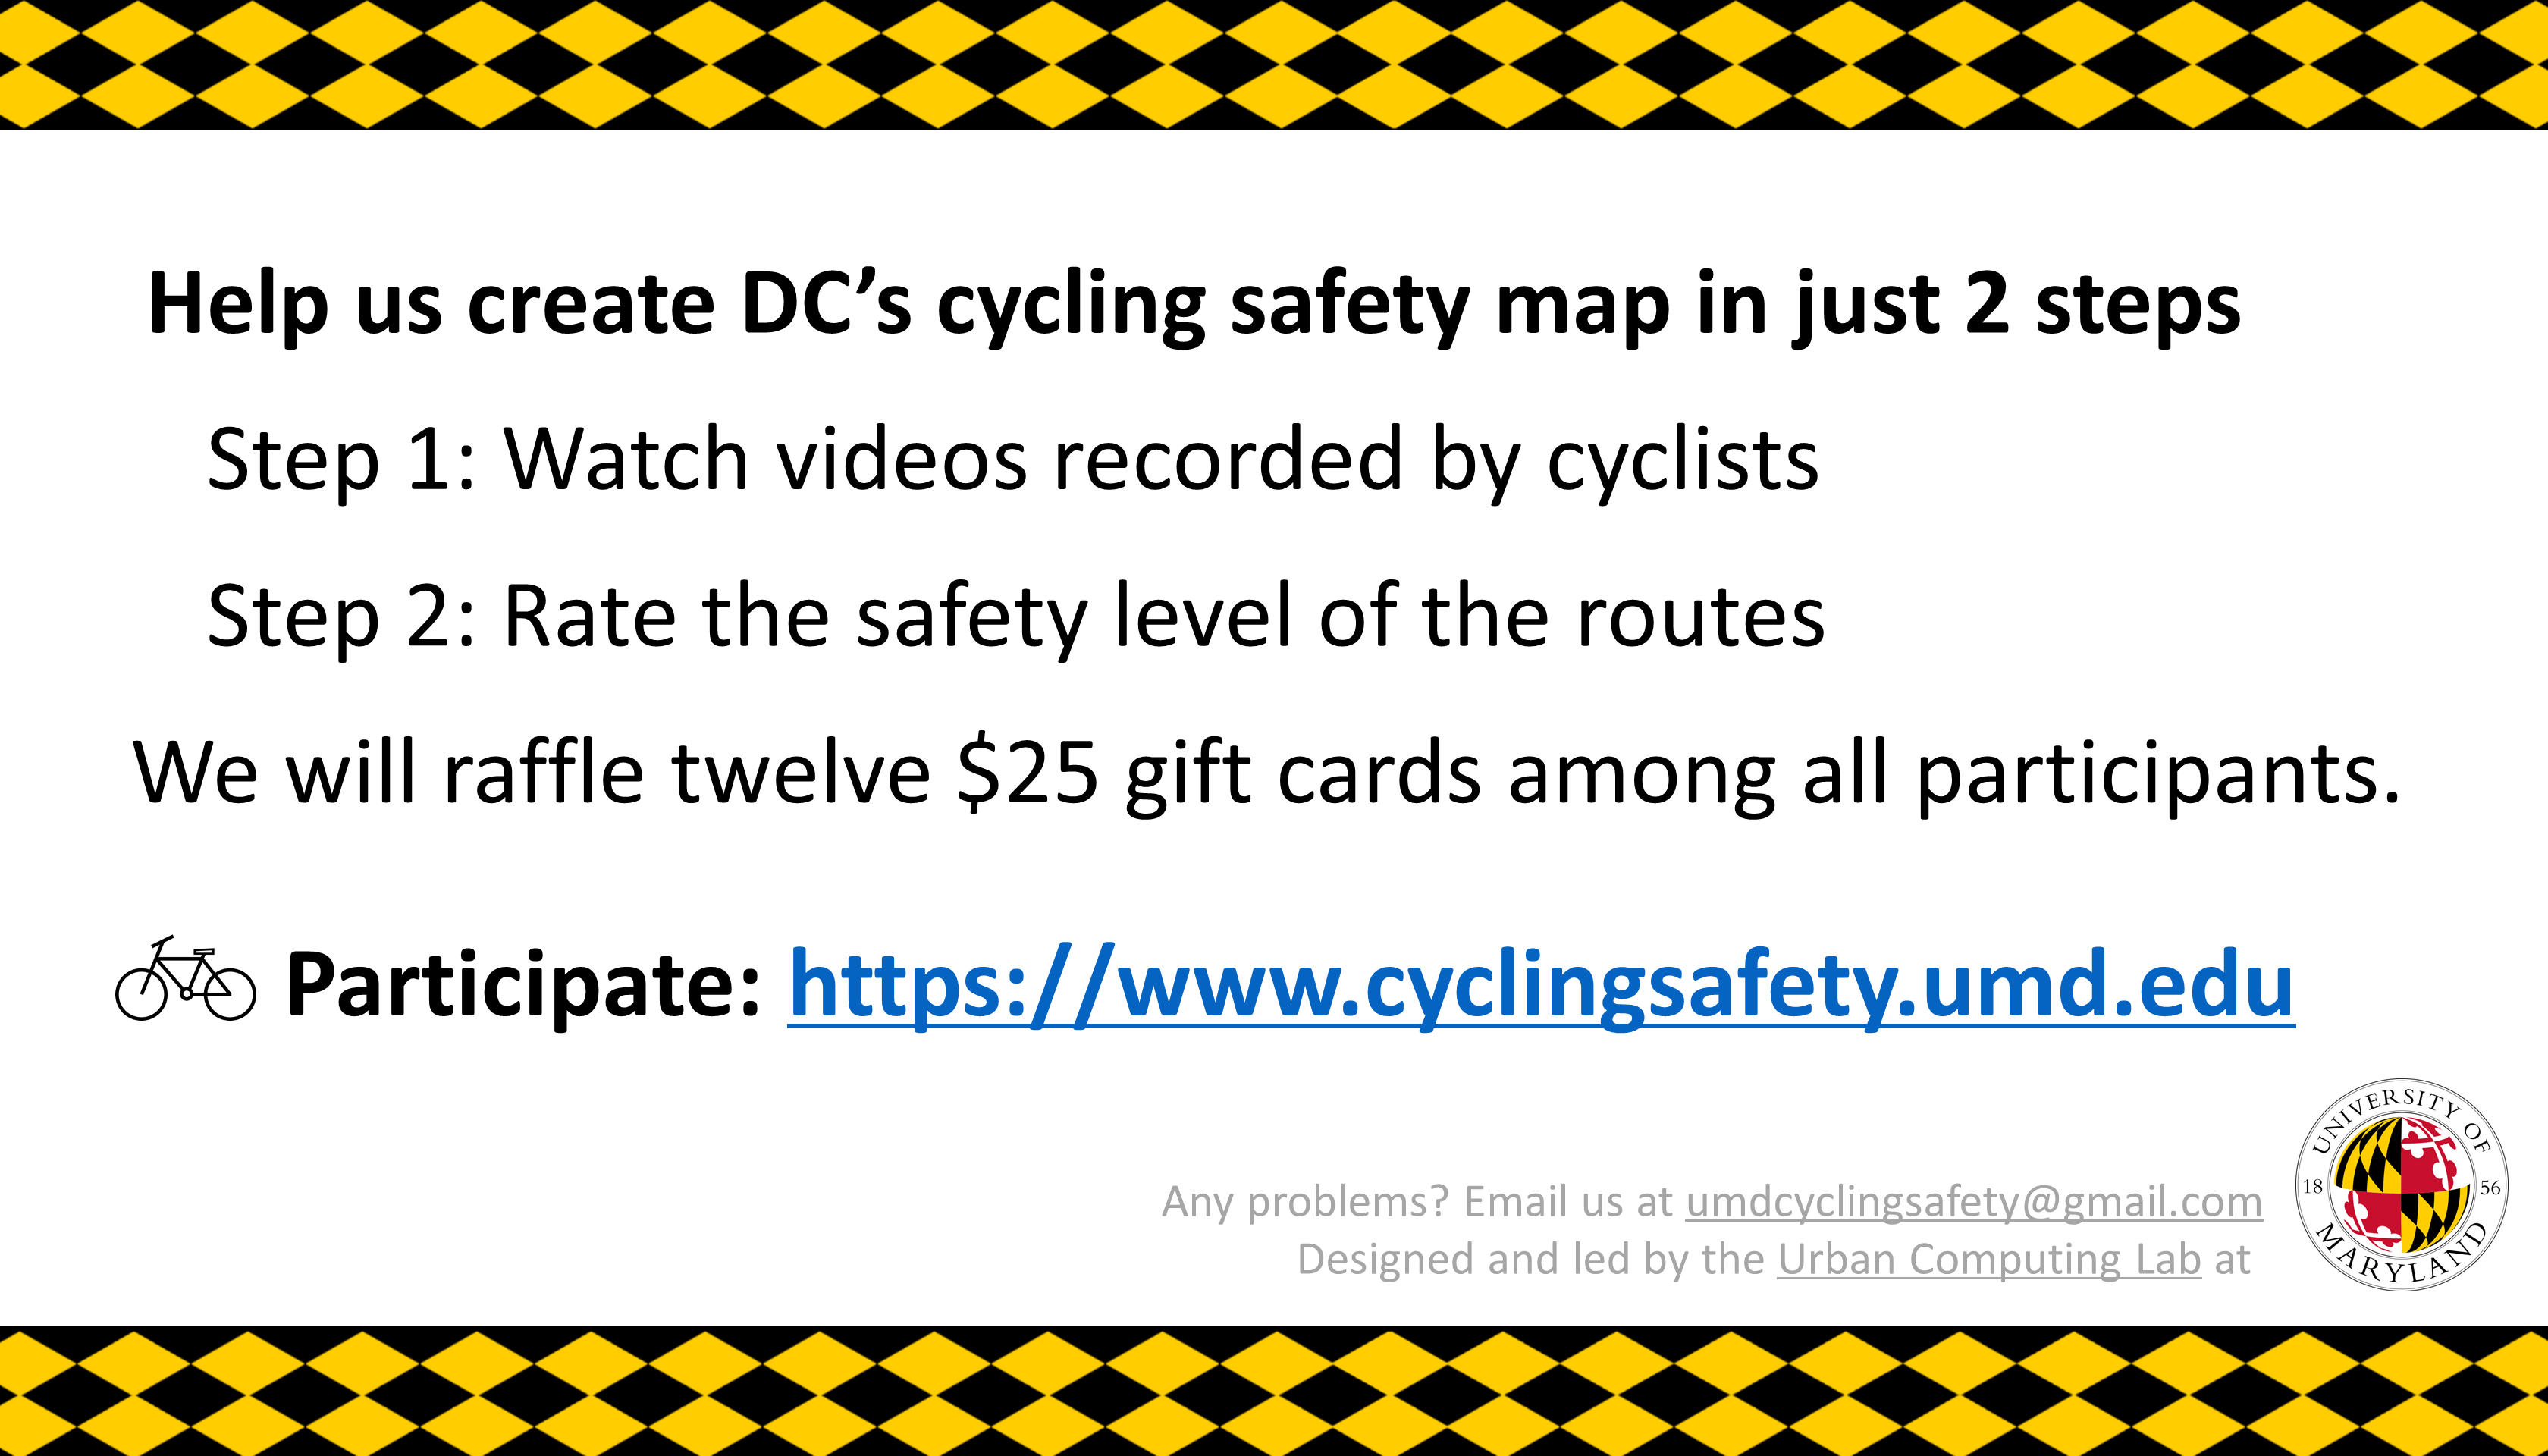 Help us create DC’s cycling safety map in just 2 steps
Step 1: Watch videos recorded by cyclists
Step 2: Rate the safety level of the routes
We will raffle twelve $25 gift cards among all participants.
Participate: https://www.cyclingsafety.umd.edu
Any problems? Email us at umdcyclingsafety@gmail.com
Designed and led by the Urban Computing Lab at
UNIVERSITY OF
18 56
MARYLAND